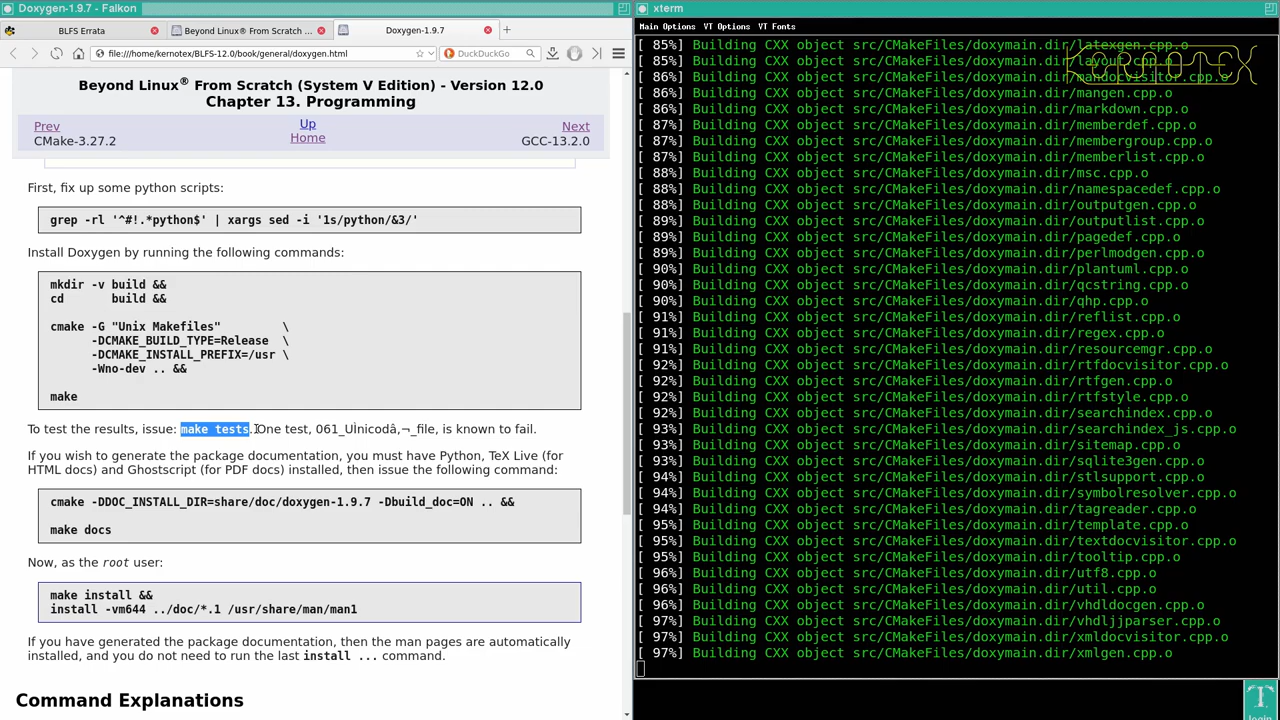 Doxygen-1.9.7 - Falkon
BLFS Errata
Beyond Linux® From Scratch ...
Doxygen-1.9.7
file:///home/kernotex/BLFS-12.0/book/general/doxygen.html
DuckDuckGo
Beyond Linux® From Scratch (System V Edition) - Version 12.0
Chapter 13. Programming
Prev
Up
Next
CMake-3.27.2
Home
GCC-13.2.0
First, fix up some python scripts:
grep -rl '^#!.*python$' | xargs sed -i '1s/python/&3/'
Install Doxygen by running the following commands:
mkdir -v build &&
cd       build &&
cmake -G "Unix Makefiles"         \
-DCMAKE_BUILD_TYPE=Release  \
-DCMAKE_INSTALL_PREFIX=/usr \
-Wno-dev .. &&
make
To test the results, issue: make tests. One test, 061_UÌnicodâ‚¬_file, is known to fail.
If you wish to generate the package documentation, you must have Python, TeX Live (for
HTML docs) and Ghostscript (for PDF docs) installed, then issue the following command:
cmake -DDOC_INSTALL_DIR=share/doc/doxygen-1.9.7 -Dbuild_doc=ON .. &&
make docs
Now, as the root user:
make install &&
install -vm644 ../doc/*.1 /usr/share/man/man1
If you have generated the package documentation, then the man pages are automatically
installed, and you do not need to run the last install ... command.
Command Explanations
xterm
Main Options  VT Options  VT Fonts
KERNOTEX
[ 85%] Building CXX object src/CMakeFiles/doxymain.dir/latexgen.cpp.o
[ 85%] Building CXX object src/CMakeFiles/doxymain.dir/layout.cpp.o
[ 86%] Building CXX object src/CMakeFiles/doxymain.dir/mandocvisitor.cpp.o
[ 86%] Building CXX object src/CMakeFiles/doxymain.dir/mangen.cpp.o
[ 86%] Building CXX object src/CMakeFiles/doxymain.dir/markdown.cpp.o
[ 87%] Building CXX object src/CMakeFiles/doxymain.dir/memberdef.cpp.o
[ 87%] Building CXX object src/CMakeFiles/doxymain.dir/membergroup.cpp.o
[ 87%] Building CXX object src/CMakeFiles/doxymain.dir/memberlist.cpp.o
[ 88%] Building CXX object src/CMakeFiles/doxymain.dir/msc.cpp.o
[ 88%] Building CXX object src/CMakeFiles/doxymain.dir/namespacedef.cpp.o
[ 88%] Building CXX object src/CMakeFiles/doxymain.dir/outputgen.cpp.o
[ 89%] Building CXX object src/CMakeFiles/doxymain.dir/outputlist.cpp.o
[ 89%] Building CXX object src/CMakeFiles/doxymain.dir/pagedef.cpp.o
[ 89%] Building CXX object src/CMakeFiles/doxymain.dir/perlmodgen.cpp.o
[ 90%] Building CXX object src/CMakeFiles/doxymain.dir/plantuml.cpp.o
[ 90%] Building CXX object src/CMakeFiles/doxymain.dir/qcstring.cpp.o
[ 90%] Building CXX object src/CMakeFiles/doxymain.dir/qhp.cpp.o
[ 91%] Building CXX object src/CMakeFiles/doxymain.dir/reflist.cpp.o
[ 91%] Building CXX object src/CMakeFiles/doxymain.dir/regex.cpp.o
[ 91%] Building CXX object src/CMakeFiles/doxymain.dir/resourcemgr.cpp.o
[ 92%] Building CXX object src/CMakeFiles/doxymain.dir/rtfdocvisitor.cpp.o
[ 92%] Building CXX object src/CMakeFiles/doxymain.dir/rtfgen.cpp.o
[ 92%] Building CXX object src/CMakeFiles/doxymain.dir/rtfstyle.cpp.o
[ 92%] Building CXX object src/CMakeFiles/doxymain.dir/searchindex.cpp.o
[ 93%] Building CXX object src/CMakeFiles/doxymain.dir/searchindex_js.cpp.o
[ 93%] Building CXX object src/CMakeFiles/doxymain.dir/sitemap.cpp.o
[ 93%] Building CXX object src/CMakeFiles/doxymain.dir/sqlite3gen.cpp.o
[ 94%] Building CXX object src/CMakeFiles/doxymain.dir/stlsupport.cpp.o
[ 94%] Building CXX object src/CMakeFiles/doxymain.dir/symbolresolver.cpp.o
[ 94%] Building CXX object src/CMakeFiles/doxymain.dir/tagreader.cpp.o
[ 95%] Building CXX object src/CMakeFiles/doxymain.dir/template.cpp.o
[ 95%] Building CXX object src/CMakeFiles/doxymain.dir/textdocvisitor.cpp.o
[ 95%] Building CXX object src/CMakeFiles/doxymain.dir/tooltip.cpp.o
[ 96%] Building CXX object src/CMakeFiles/doxymain.dir/utf8.cpp.o
[ 96%] Building CXX object src/CMakeFiles/doxymain.dir/util.cpp.o
[ 96%] Building CXX object src/CMakeFiles/doxymain.dir/vhdldocgen.cpp.o
[ 97%] Building CXX object src/CMakeFiles/doxymain.dir/vhdljjparser.cpp.o
[ 97%] Building CXX object src/CMakeFiles/doxymain.dir/xmldocvisitor.cpp.o
[ 97%] Building CXX object src/CMakeFiles/doxymain.dir/xmlgen.cpp.o
login